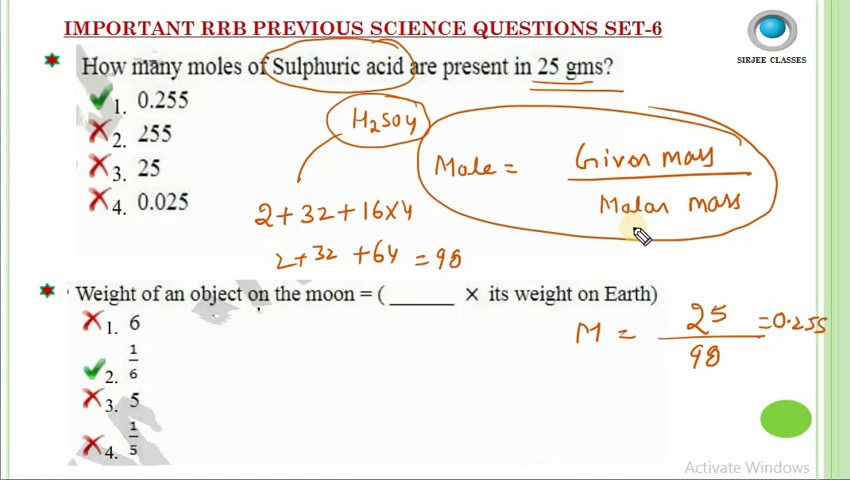 IMPORTANT RRB PREVIOUS SCIENCE QUESTIONS SET-6
SIRJEE CLASSES
How many moles of Sulphuric acid are present in 25 gms?
1. 0.255
2. 255
3. 25
4. 0.025
H2SO4
Mole = Given mass
Molar mass
2+32+16×4
2+32+64 = 98
Weight of an object on the moon = ( ______ × its weight on Earth)
1. 6
2. 1/6
3. 5
4. 1/5
M = 25/98 = 0.255
Activate Windows